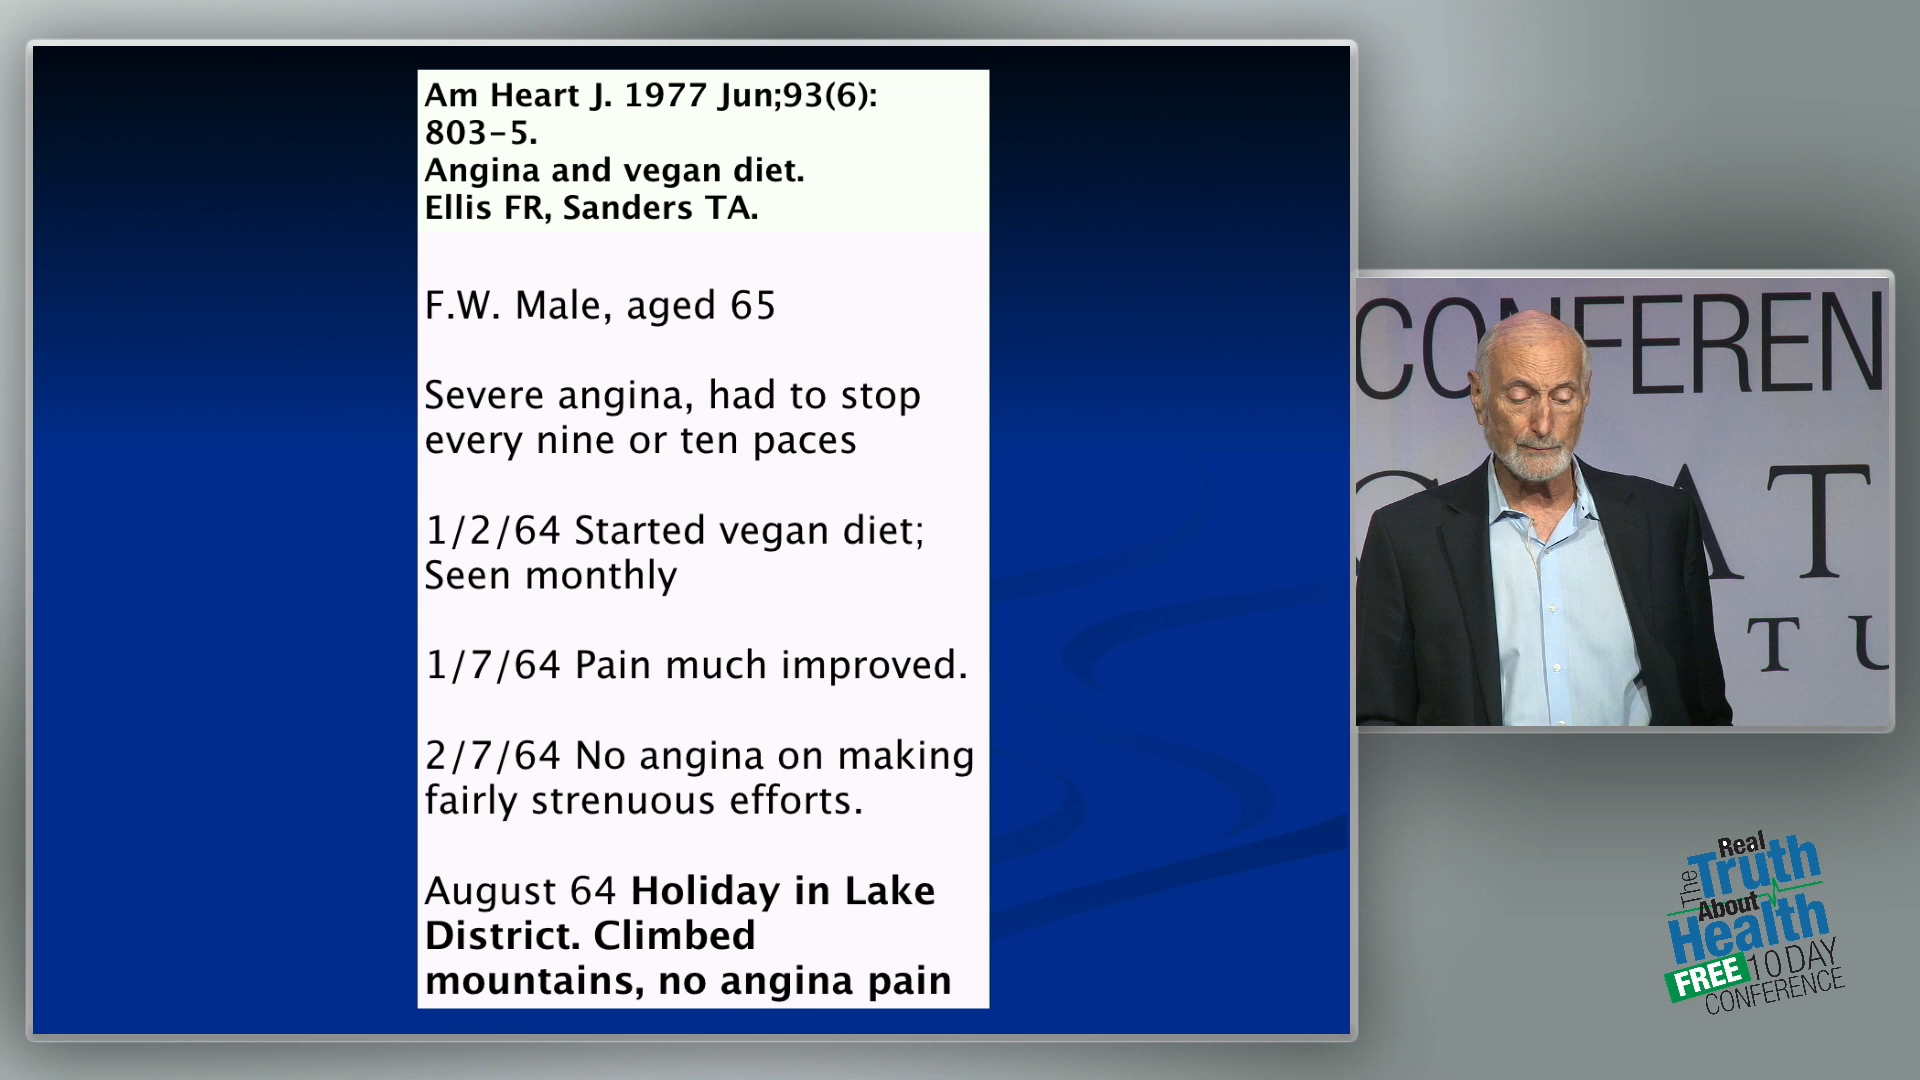 Am Heart J. 1977 Jun;93(6):
803-5.
Angina and vegan diet.
Ellis FR, Sanders TA.
F.W. Male, aged 65
Severe angina, had to stop
every nine or ten paces
1/2/64 Started vegan diet;
Seen monthly
1/7/64 Pain much improved.
2/7/64 No angina on making
fairly strenuous efforts.
August 64 Holiday in Lake
District. Climbed
mountains, no angina pain
CONFEREN
AT
TU
The Real
Truth
About
Health
FREE 10 DAY
CONFERENCE